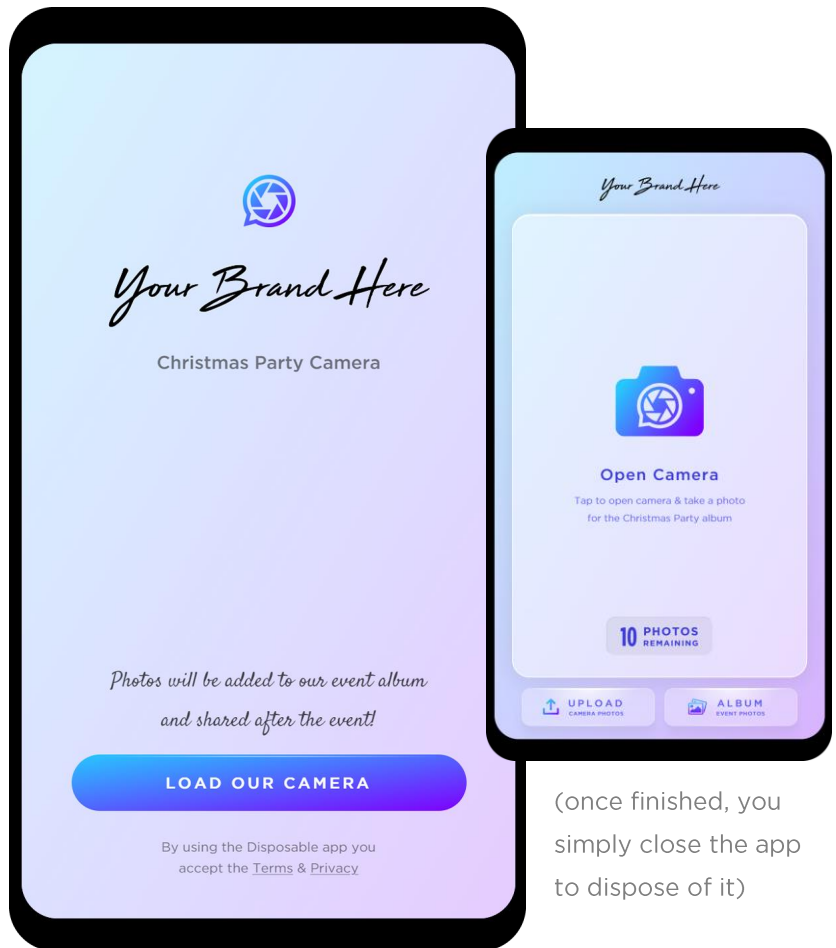 Your Brand Here
Christmas Party Camera
Photos will be added to our event album
and shared after the event!
LOAD OUR CAMERA
By using the Disposable app you
accept the Terms & Privacy
Your Brand Here
Open Camera
Tap to open camera & take a photo
for the Christmas Party album
10 PHOTOS
REMAINING
UPLOAD
CAMERA PHOTOS
ALBUM
EVENT PHOTOS
(once finished, you
simply close the app
to dispose of it)